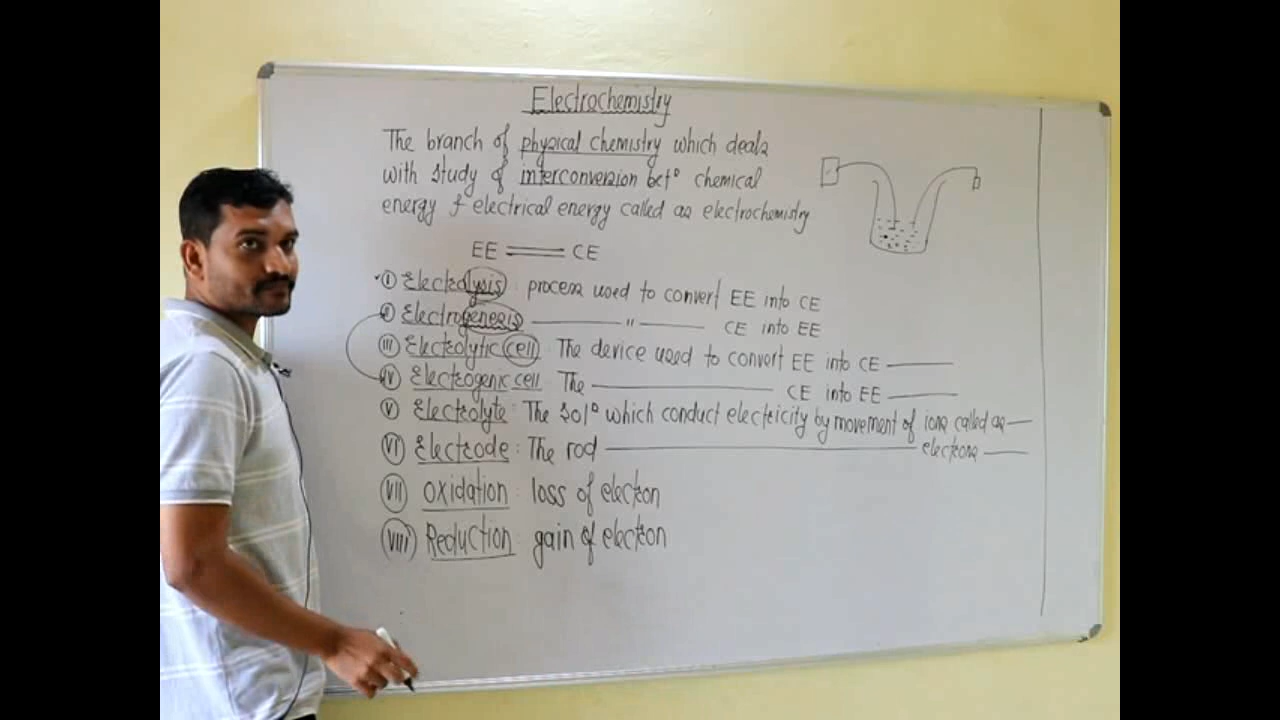 Electrochemistry
The branch of physical chemistry which deals
with study of interconversion betⁿ chemical
energy & electrical energy called as electrochemistry
EE ⇌ CE
(I) Electrolysis : process used to convert EE into CE
(II) Electrogenesis ——— " ——— CE into EE
(III) Electrolytic cell : The device used to convert EE into CE ———
(IV) Electrogenic cell : The ——— CE into EE ———
(V) Electrolyte : The solⁿ which conduct electricity by movement of ions called as —
(VI) Electrode : The rod ——— electrons ———
(VII) oxidation : loss of electron
(VIII) Reduction : gain of electron